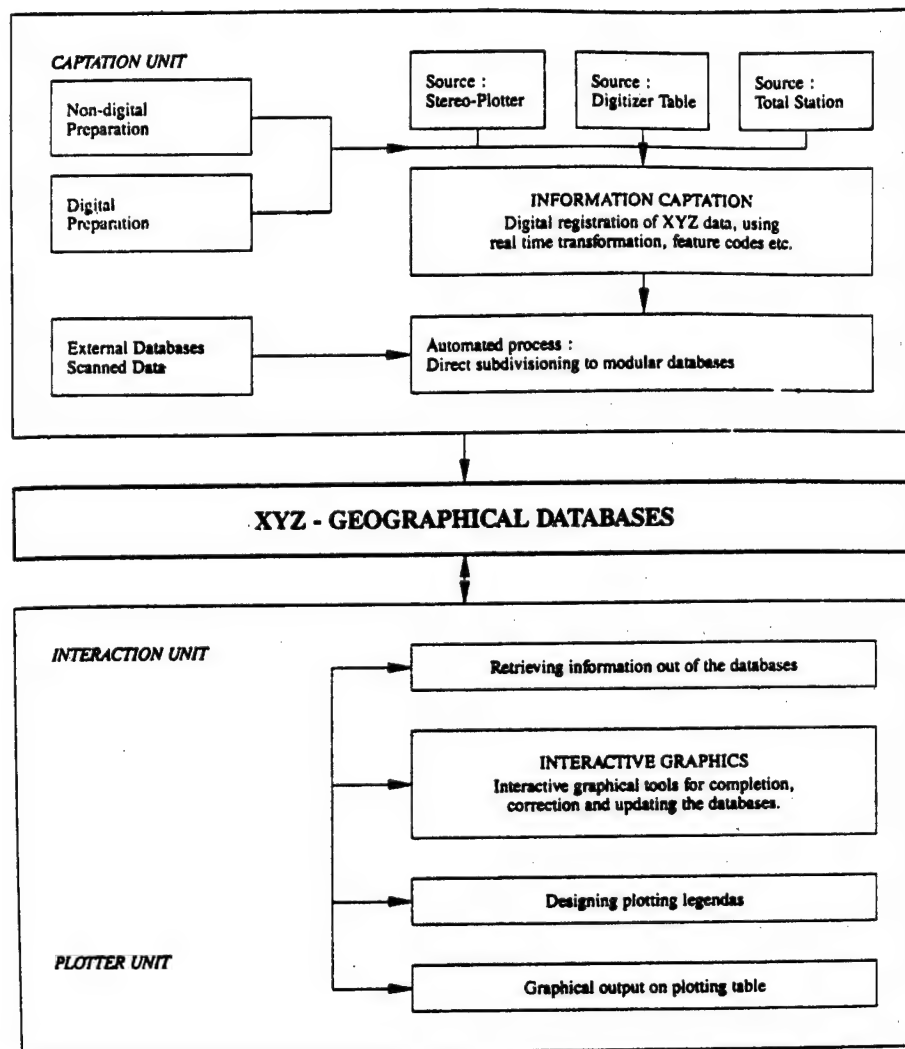 CAPTATION UNIT
Non-digital
Preparation
Digital
Preparation
Source :
Stereo-Plotter
Source :
Digitizer Table
Source :
Total Station
INFORMATION CAPTATION
Digital registration of XYZ data, using
real time transformation, feature codes etc.
External Databases
Scanned Data
Automated process :
Direct subdivisioning to modular databases
XYZ - GEOGRAPHICAL DATABASES
INTERACTION UNIT
Retrieving information out of the databases
INTERACTIVE GRAPHICS
Interactive graphical tools for completion,
correction and updating the databases.
Designing plotting legendas
PLOTTER UNIT
Graphical output on plotting table